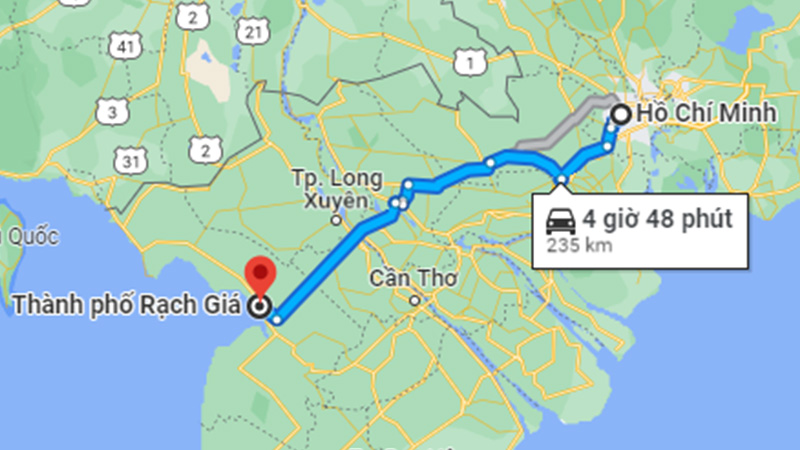 2
21
41
1
3
31
2
Hồ Chí Minh
Tp. Long
Xuyên
4 giờ 48 phút
235 km
Quốc
Cần Thơ
Thành phố Rạch Giá